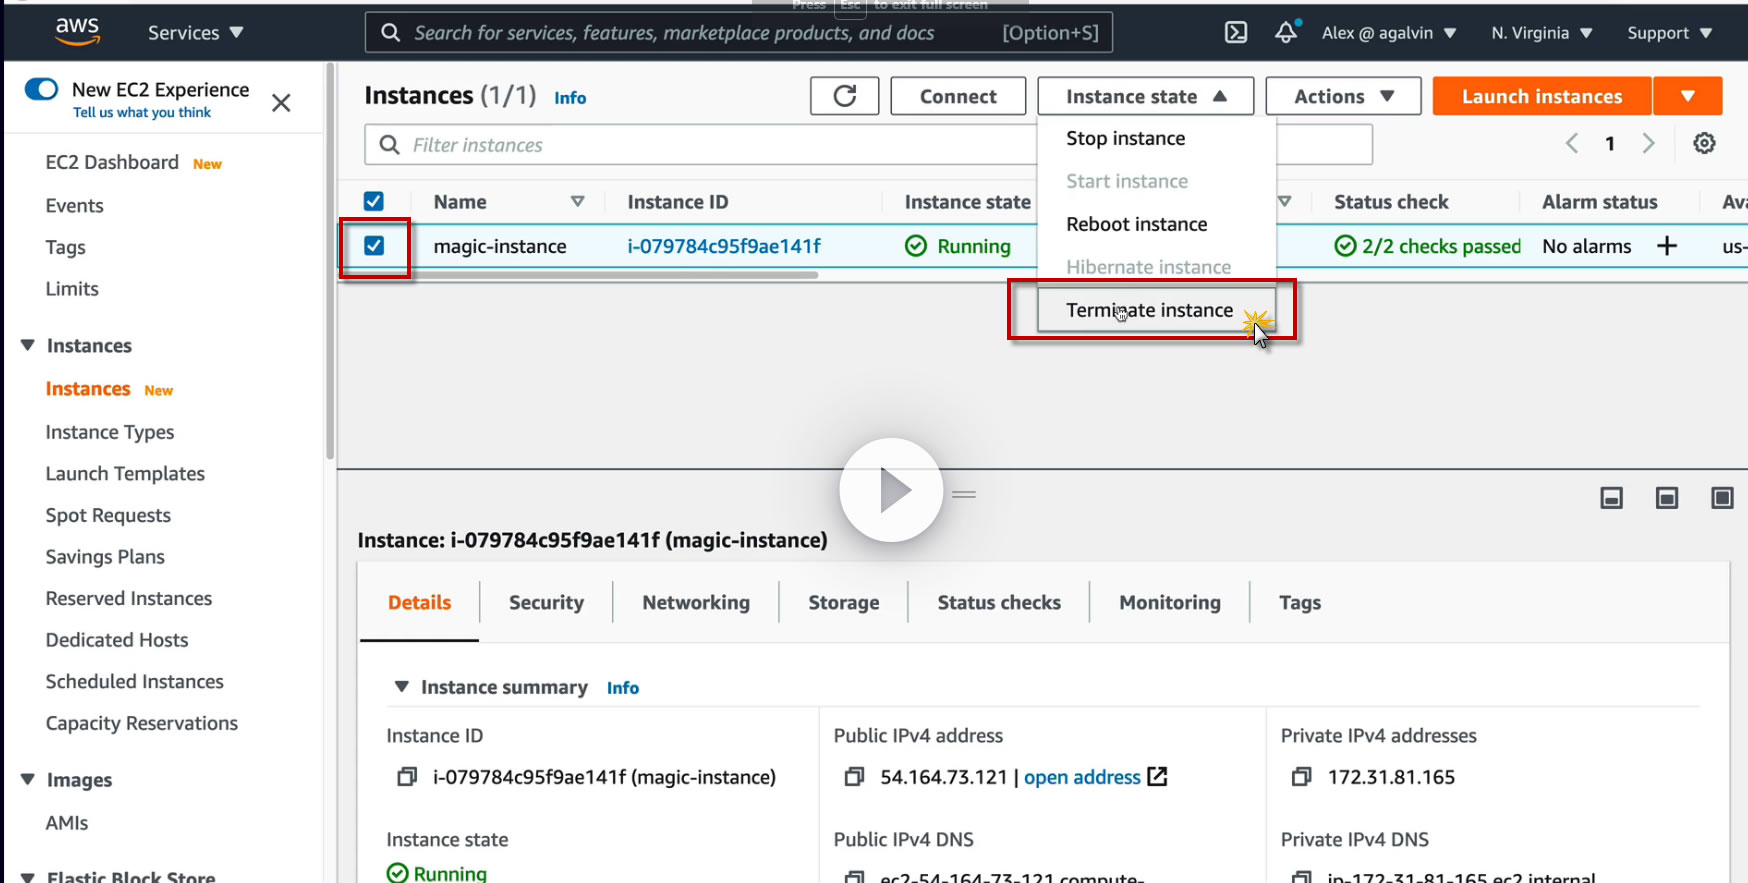 Press Esc to exit full screen
aws
Services
Search for services, features, marketplace products, and docs [Option+S]
Alex @ agalvin
N. Virginia
Support
New EC2 Experience
Tell us what you think
EC2 Dashboard New
Events
Tags
Limits
Instances
Instances New
Instance Types
Launch Templates
Spot Requests
Savings Plans
Reserved Instances
Dedicated Hosts
Scheduled Instances
Capacity Reservations
Images
AMIs
Elastic Block Store
Instances (1/1) Info
Connect
Instance state
Actions
Launch instances
Filter instances
1
Stop instance
Start instance
Reboot instance
Hibernate instance
Terminate instance
Name Instance ID Instance state Status check Alarm status Ava
magic-instance i-079784c95f9ae141f Running 2/2 checks passed No alarms + us-
Instance: i-079784c95f9ae141f (magic-instance)
Details Security Networking Storage Status checks Monitoring Tags
Instance summary Info
Instance ID
i-079784c95f9ae141f (magic-instance)
Public IPv4 address
54.164.73.121 | open address
Private IPv4 addresses
172.31.81.165
Instance state
Running
Public IPv4 DNS
ec2-54-164-73-121.compute-
Private IPv4 DNS
ip-172-31-81-165.ec2.internal